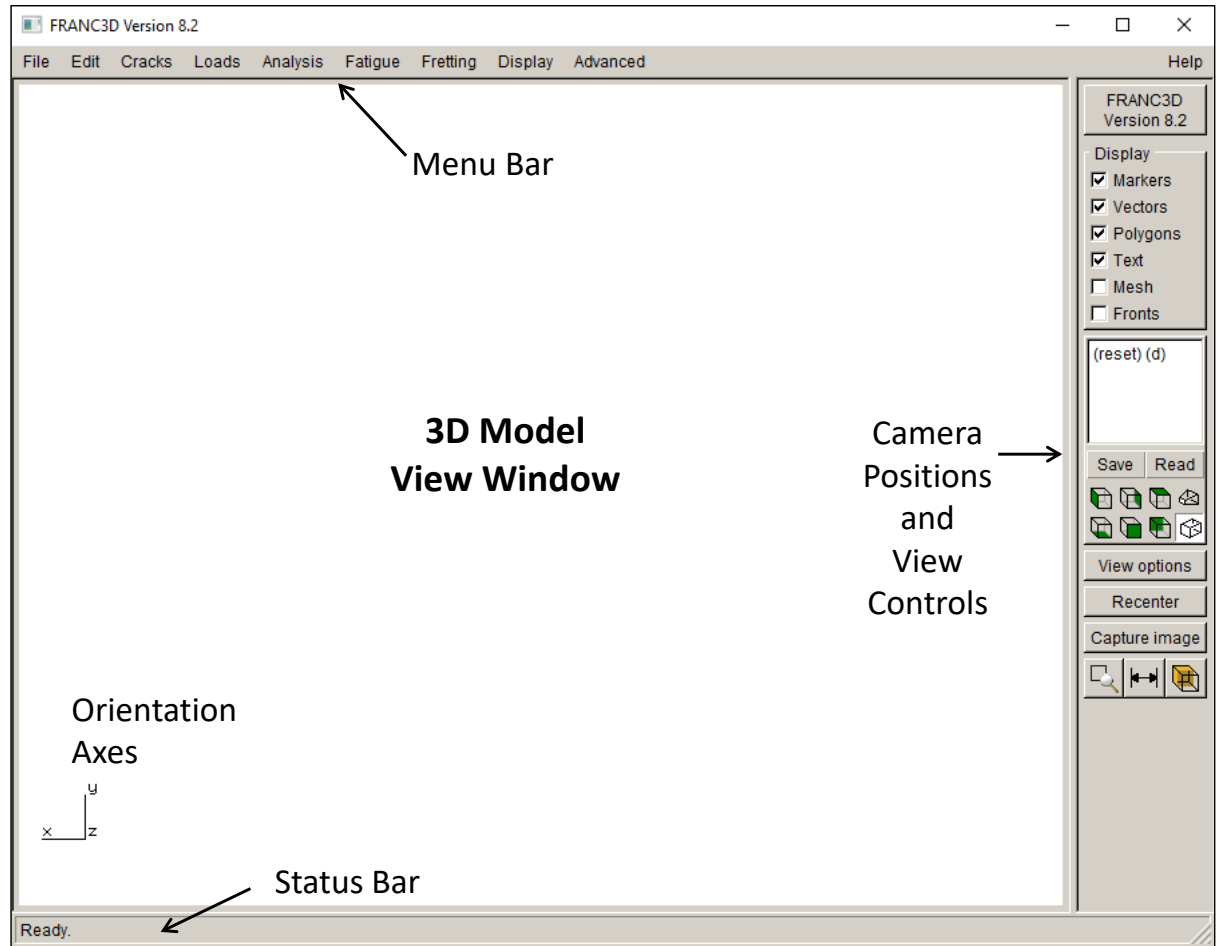 FRANC3D Version 8.2
File Edit Cracks Loads Analysis Fatigue Fretting Display Advanced Help
Menu Bar
3D Model
View Window
Camera
Positions
and
View
Controls
Orientation
Axes
y
x z
Status Bar
Ready.
FRANC3D
Version 8.2
Display
Markers
Vectors
Polygons
Text
Mesh
Fronts
(reset) (d)
Save Read
View options
Recenter
Capture image